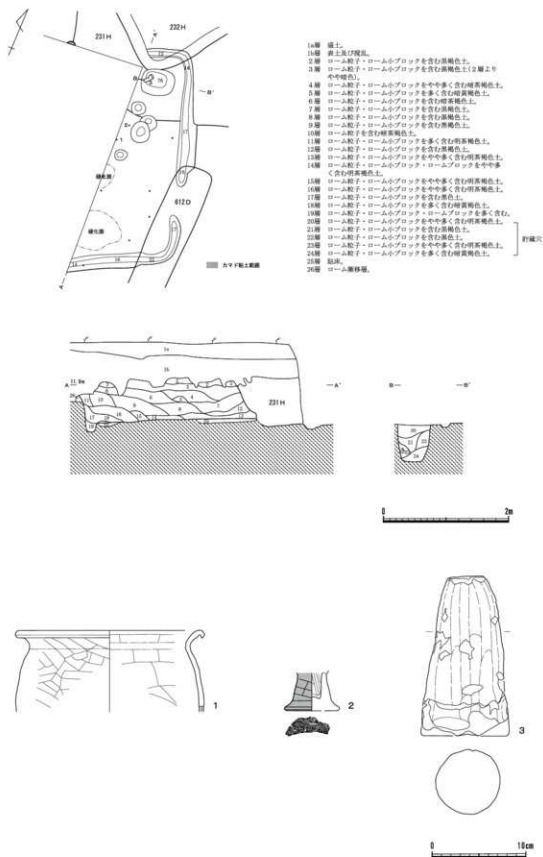 231H
232H
612D
硬化面
硬化面
カマド粘土範囲
1a層 盛土。
1b層 表土及び攪乱。
2層 ローム粒子・ローム小ブロックを含む黒褐色土。
3層 ローム粒子・ローム小ブロックを含む黒褐色土(2層より
やや暗色)。
4層 ローム粒子・ローム小ブロックをやや多く含む暗茶褐色土。
5層 ローム粒子・ローム小ブロックを多く含む暗黄褐色土。
6層 ローム粒子・ローム小ブロックを含む暗茶褐色土。
7層 ローム粒子・ローム小ブロックを含む黒褐色土。
8層 ローム粒子・ローム小ブロックを含む黒褐色土。
9層 ローム粒子・ローム小ブロックを含む黒褐色土。
10層 ローム粒子を含む暗茶褐色土。
11層 ローム粒子・ローム小ブロックを多く含む明茶褐色土。
12層 ローム粒子・ローム小ブロックを含む黒褐色土。
13層 ローム粒子・ローム小ブロックをやや多く含む明茶褐色土。
14層 ローム粒子・ローム小ブロック・ロームブロックをやや多
く含む明茶褐色土。
15層 ローム粒子・ローム小ブロックをやや多く含む明茶褐色土。
16層 ローム粒子・ローム小ブロックをやや多く含む明茶褐色土。
17層 ローム粒子・ローム小ブロックを含む黒色土。
18層 ローム粒子・ローム小ブロックを多く含む暗黄褐色土。
19層 ローム小ブロック・ロームブロックを多く含む。
20層 ローム粒子・ローム小ブロックをやや多く含む明茶褐色土。
21層 ローム粒子・ローム小ブロックを含む黒褐色土。
22層 ローム粒子・ローム小ブロックを含む黒色土。
23層 ローム粒子・ローム小ブロックをやや多く含む明茶褐色土。
24層 ローム粒子・ローム小ブロックを多く含む暗黄褐色土。
貯蔵穴
25層 貼床。
26層 ローム漸移層。
1a
1b
A 11.9m
A'
B
B'
231H
0 2m
1
2
3
0 10cm